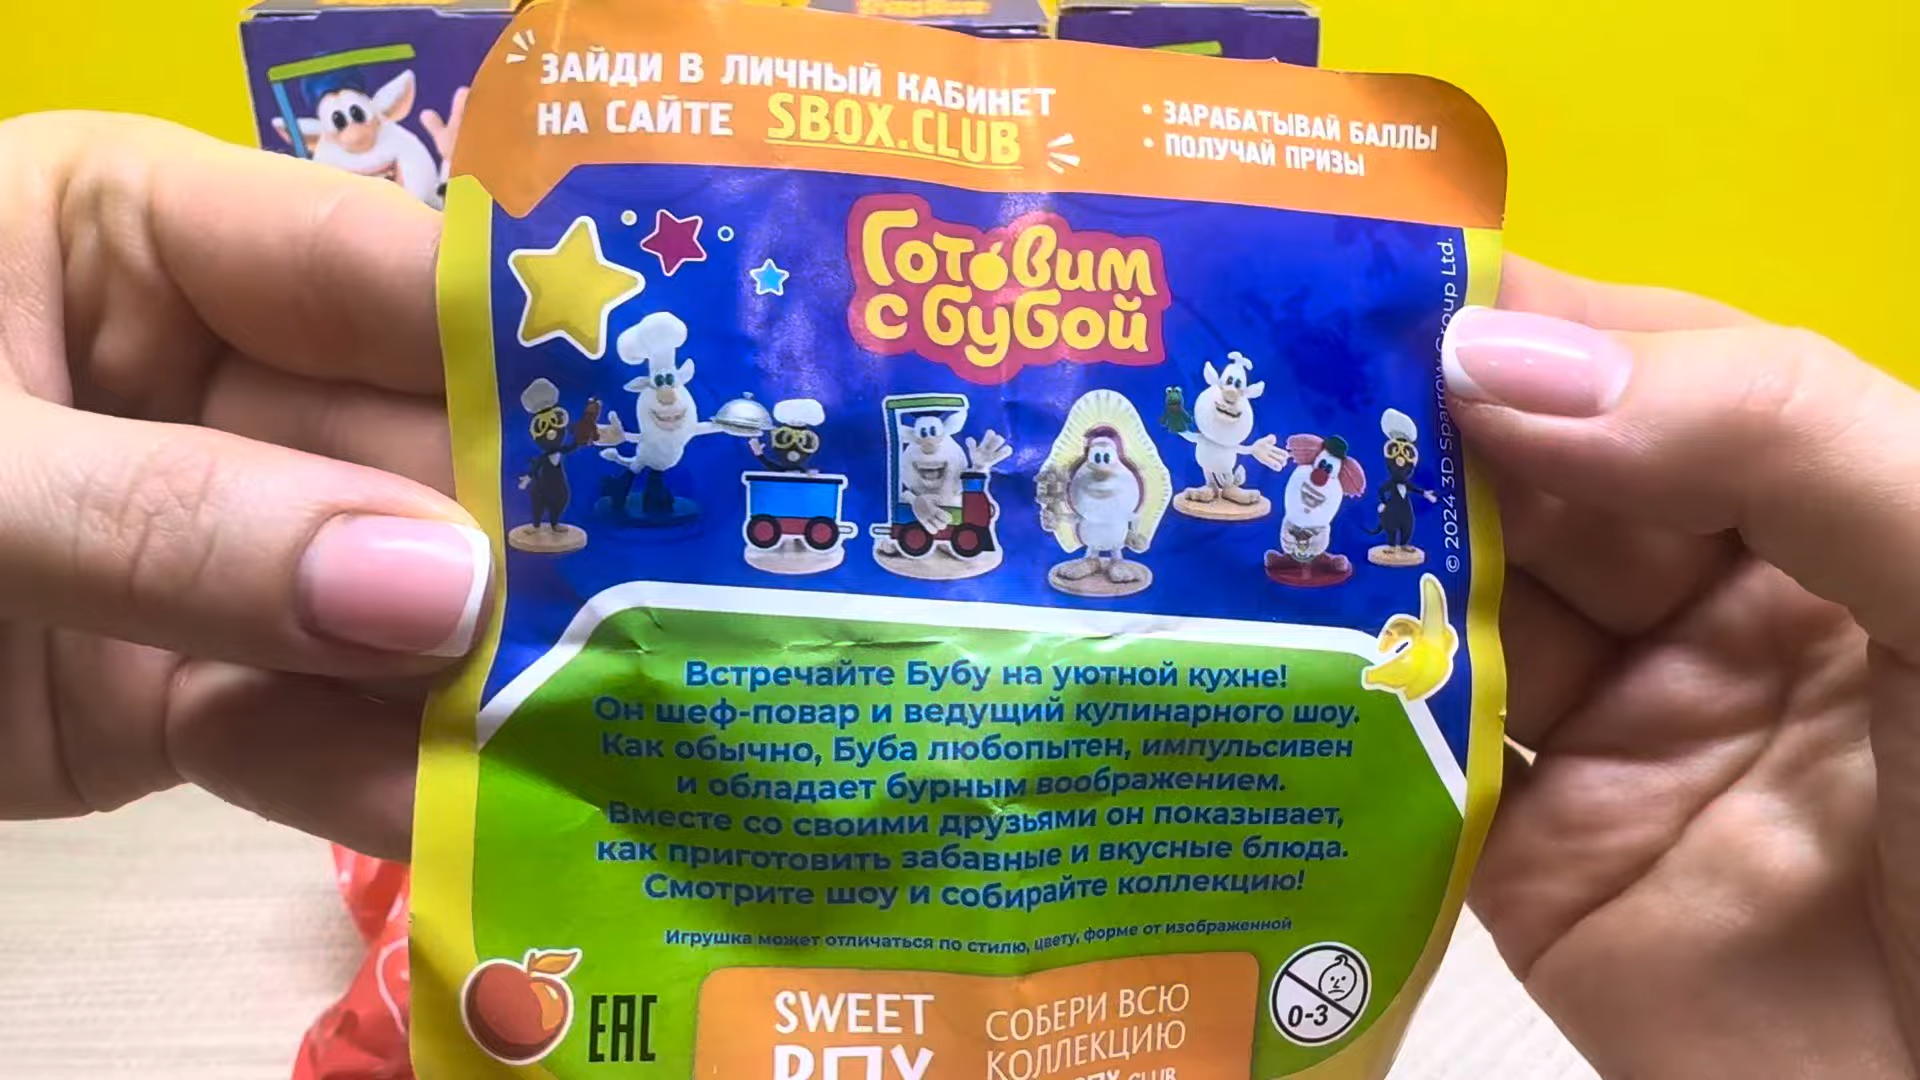 ЗАЙДИ В ЛИЧНЫЙ КАБИНЕТ
НА САЙТЕ SBOX.CLUB
• ЗАРАБАТЫВАЙ БАЛЛЫ
• ПОЛУЧАЙ ПРИЗЫ
Готовим
с Бубой
© 2024 3D Sparrow Group Ltd.
Встречайте Бубу на уютной кухне!
Он шеф-повар и ведущий кулинарного шоу.
Как обычно, Буба любопытен, импульсивен
и обладает бурным воображением.
Вместе со своими друзьями он показывает,
как приготовить забавные и вкусные блюда.
Смотрите шоу и собирайте коллекцию!
Игрушка может отличаться по стилю, цвету, форме от изображенной
EAC
0-3
SWEET
СОБЕРИ ВСЮ
КОЛЛЕКЦИЮ